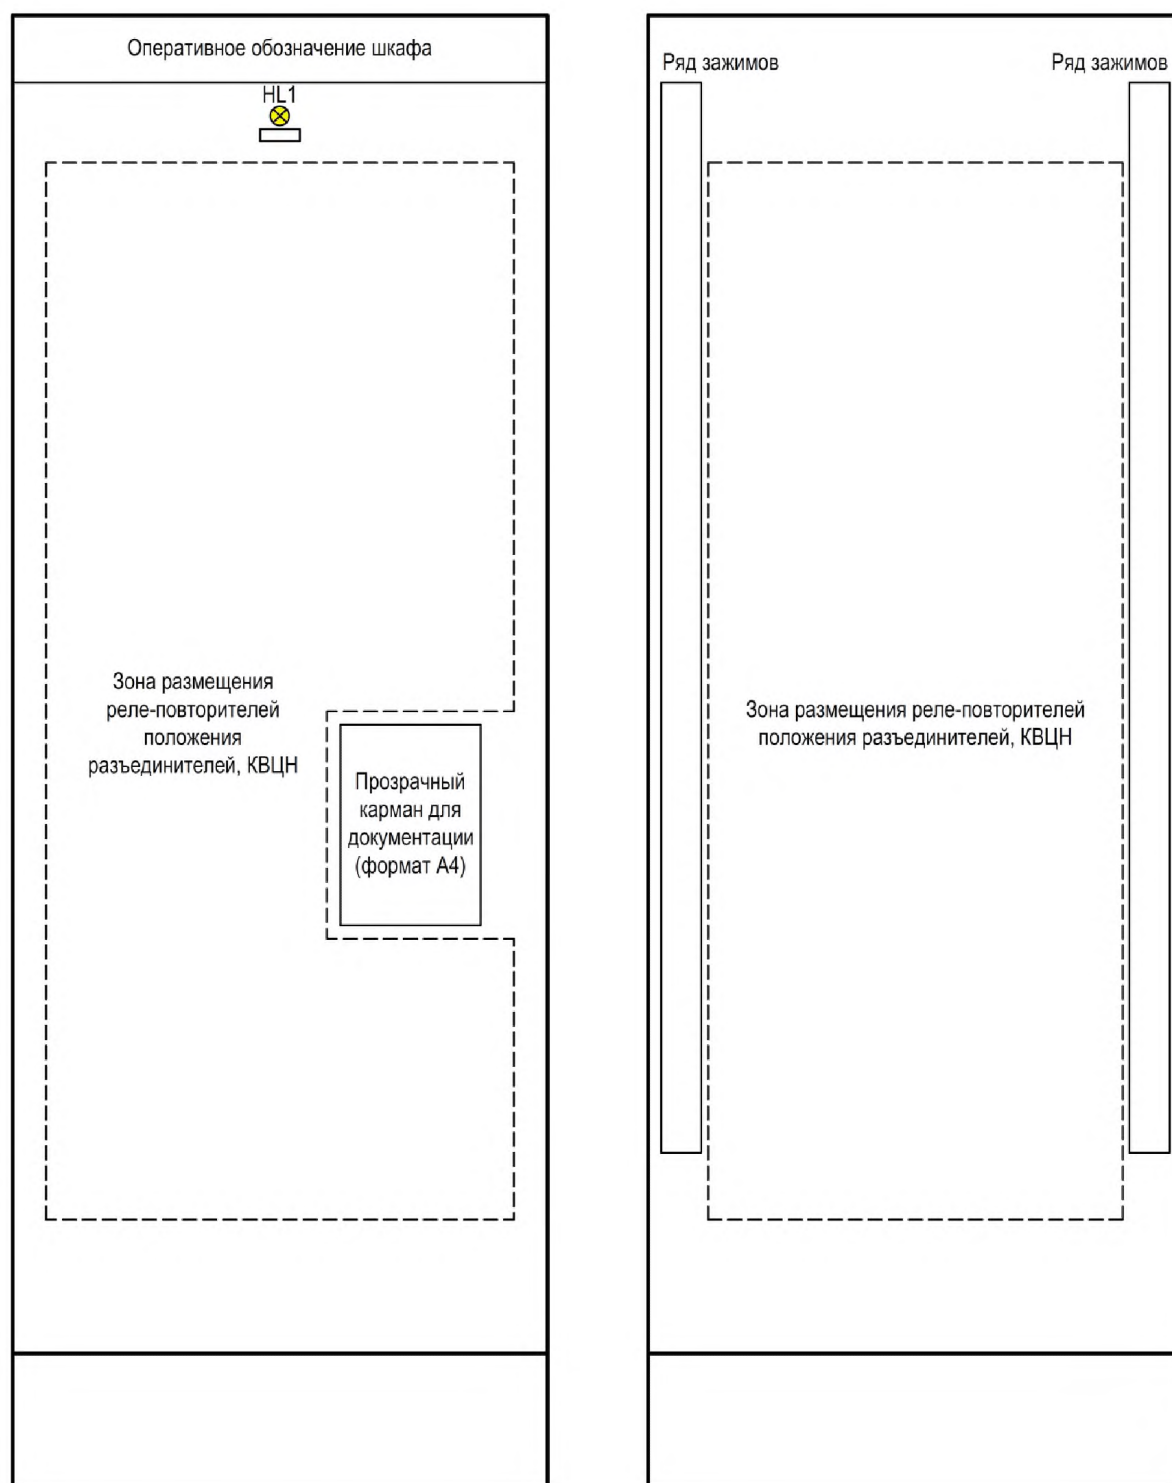 Оперативное обозначение шкафа
HL1
Зона размещения
реле-повторителей
положения
разъединителей, КВЦН
Прозрачный
карман для
документации
(формат А4)
Ряд зажимов
Ряд зажимов
Зона размещения реле-повторителей
положения разъединителей, КВЦН